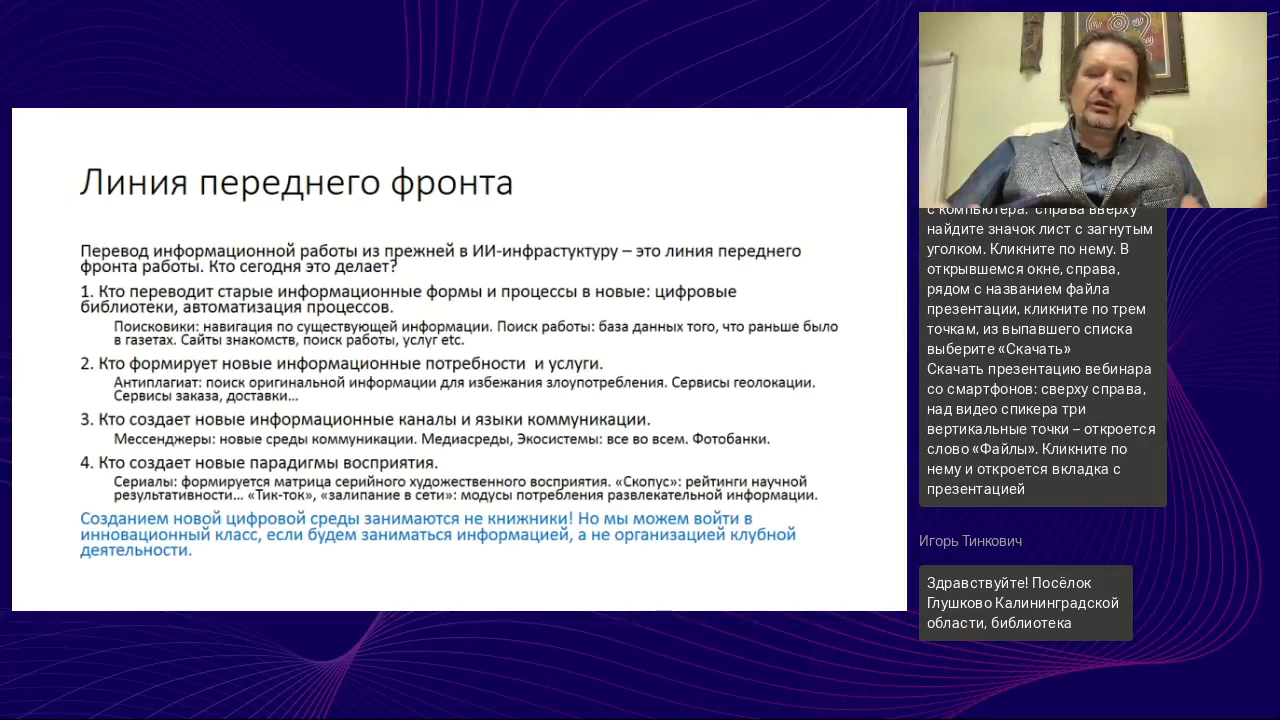 Линия переднего фронта
Перевод информационной работы из прежней в ИИ-инфрастуктуру – это линия переднего
фронта работы. Кто сегодня это делает?
1. Кто переводит старые информационные формы и процессы в новые: цифровые
библиотеки, автоматизация процессов.
Поисковики: навигация по существующей информации. Поиск работы: база данных того, что раньше было
в газетах. Сайты знакомств, поиск работы, услуг etc.
2. Кто формирует новые информационные потребности  и услуги.
Антиплагиат: поиск оригинальной информации для избежания злоупотребления. Сервисы геолокации.
Сервисы заказа, доставки…
3. Кто создает новые информационные каналы и языки коммуникации.
Мессенджеры: новые среды коммуникации. Медиасреды, Экосистемы: все во всем. Фотобанки.
4. Кто создает новые парадигмы восприятия.
Сериалы: формируется матрица серийного художественного восприятия. «Скопус»: рейтинги научной
результативности… «Тик-ток», «залипание в сети»: модусы потребления развлекательной информации.
Созданием новой цифровой среды занимаются не книжники! Но мы можем войти в
инновационный класс, если будем заниматься информацией, а не организацией клубной
деятельности.
с компьютера: справа вверху
найдите значок лист с загнутым
уголком. Кликните по нему. В
открывшемся окне, справа,
рядом с названием файла
презентации, кликните по трем
точкам, из выпавшего списка
выберите «Скачать»
Скачать презентацию вебинара
со смартфонов: сверху справа,
над видео спикера три
вертикальные точки – откроется
слово «Файлы». Кликните по
нему и откроется вкладка с
презентацией
Игорь Тинкович
Здравствуйте! Посёлок
Глушково Калининградской
области, библиотека